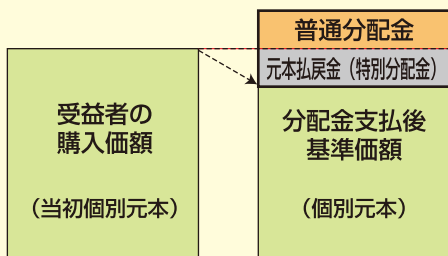 普通分配金
元本払戻金（特別分配金）
受益者の
購入価額
（当初個別元本）
分配金支払後
基準価額
（個別元本）